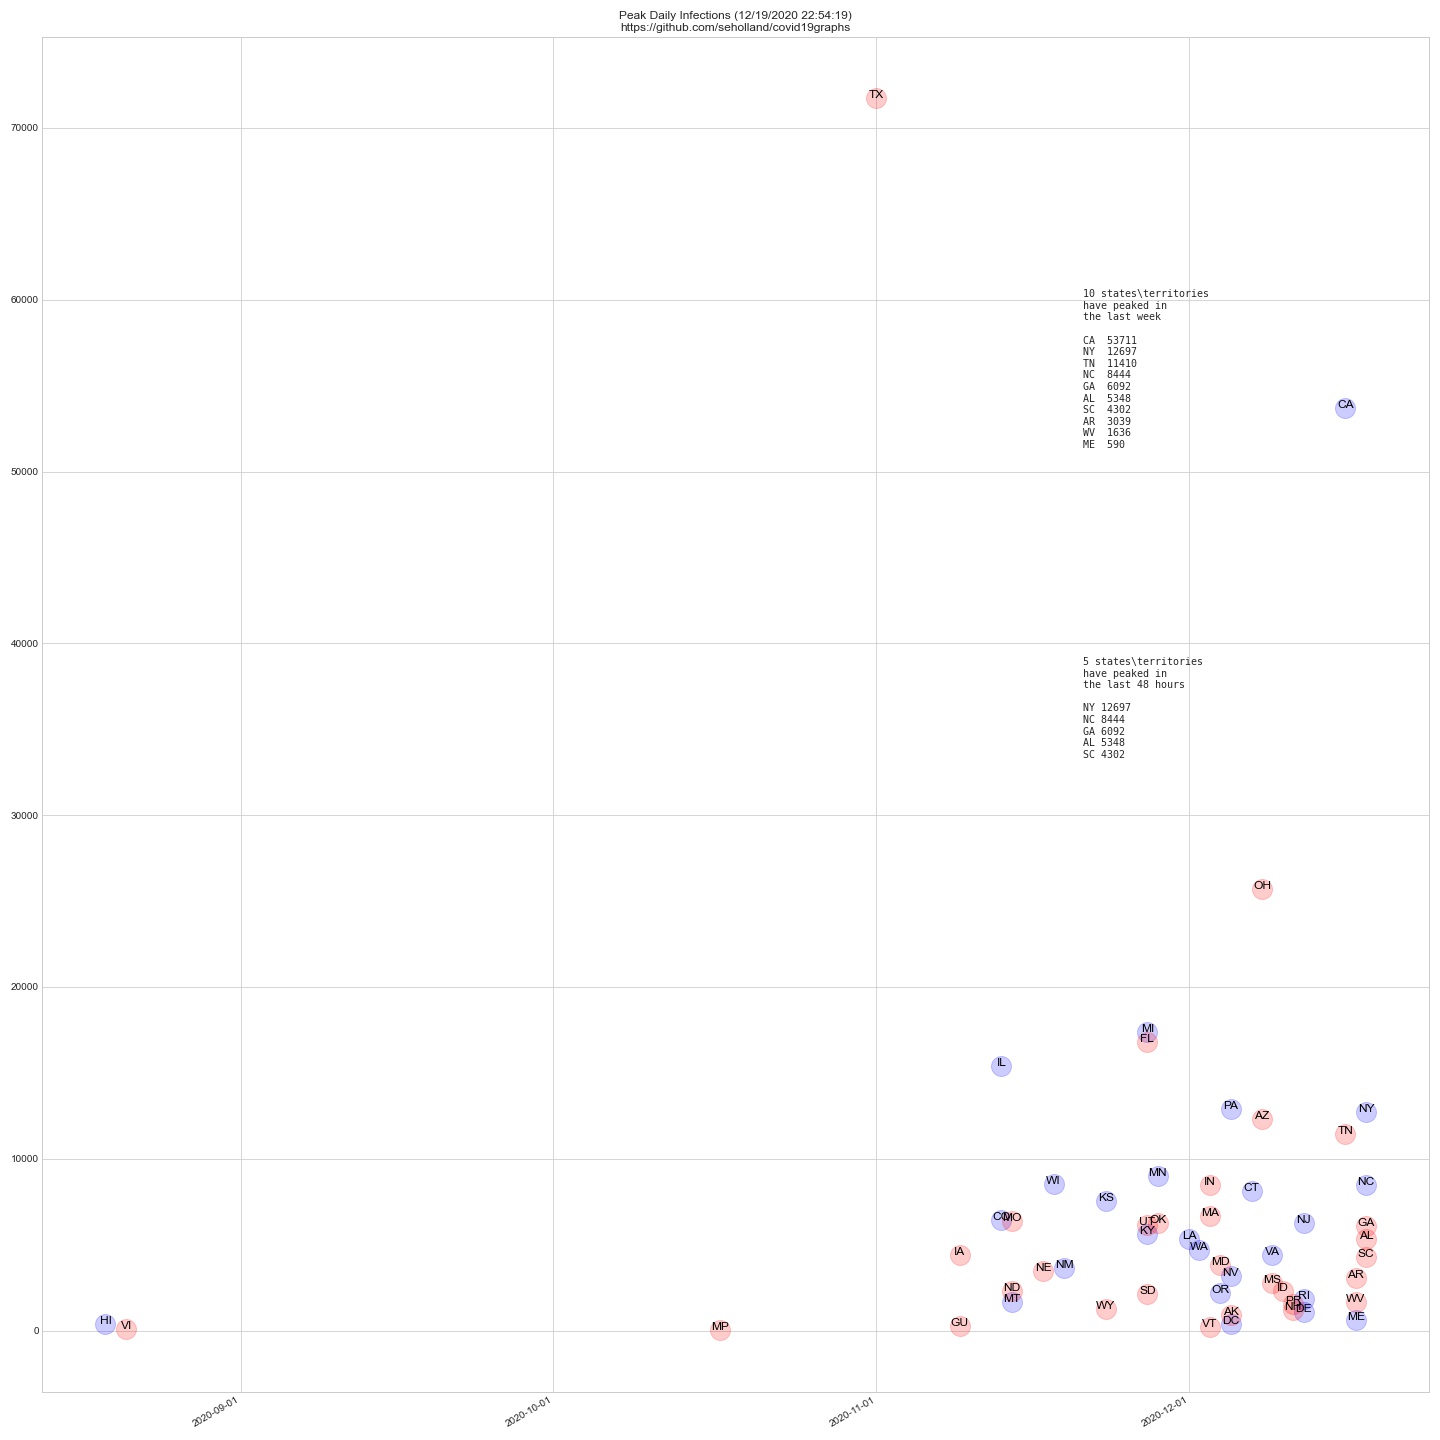 Peak Daily Infections (12/19/2020 22:54:19)
https://github.com/seholland/covid19graphs
TX
70000
60000
10 states\territories
have peaked in
the last week
CA 53711
NY 12697
TN 11410
NC 8444
GA 6092
AL 5348
SC 4302
AR 3039
WV 1636
ME 590
CA
50000
40000
5 states\territories
have peaked in
the last 48 hours
NY 12697
NC 8444
GA 6092
AL 5348
SC 4302
30000
OH
20000
MI
FL
IL
PA
AZ
NY
TN
10000
MN
WI
KS
IN
CT
NC
CO
MO
UT
OK
KY
MA
NJ
GA
LA
WA
AL
IA
VA
SC
NE
NM
MD
NV
MS
ID
AR
ND
MT
SD
OR
PR
RI
WV
WY
NH
DE
AK
DC
VT
ME
GU
HI
VI
MP
0
2020-09-01
2020-10-01
2020-11-01
2020-12-01